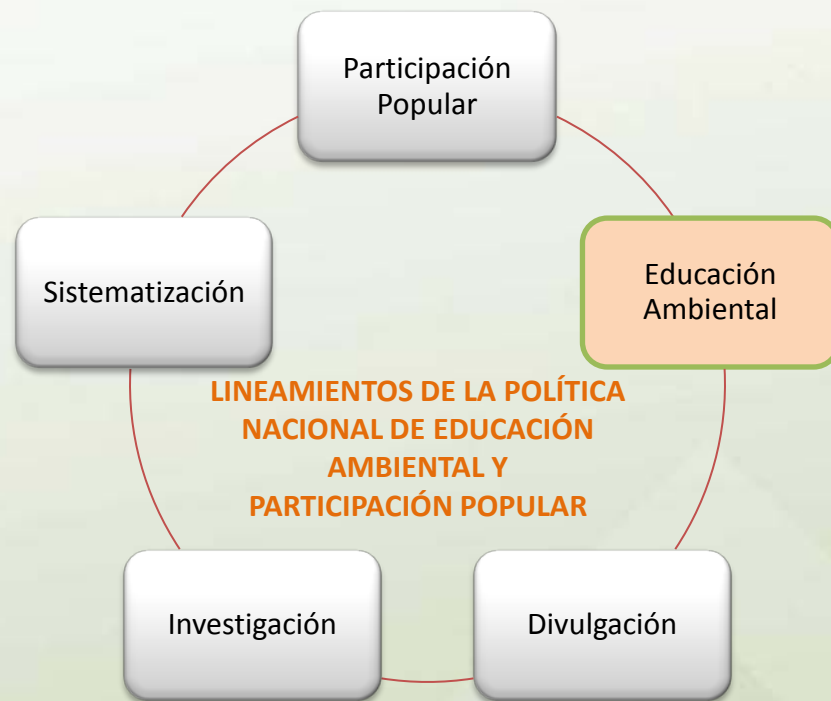 Participación
Popular
Educación
Ambiental
Sistematización
LINEAMIENTOS DE LA POLÍTICA
NACIONAL DE EDUCACIÓN
AMBIENTAL Y
PARTICIPACIÓN POPULAR
Investigación
Divulgación